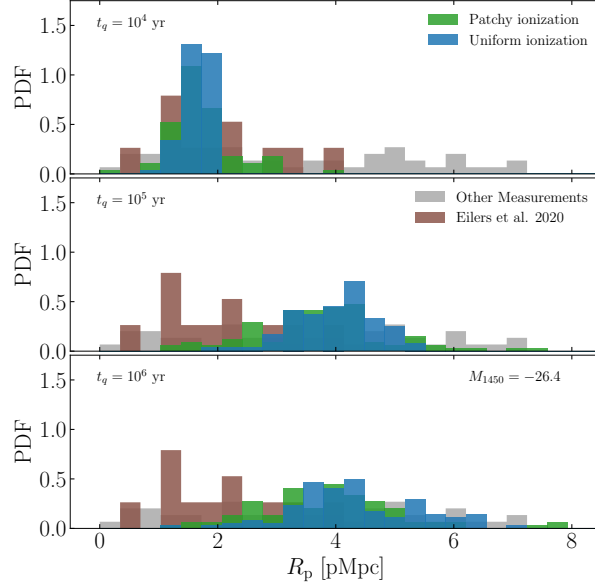 t_q = 10^4 yr
Patchy ionization
Uniform ionization
1.5
1.0
0.5
0.0
PDF
t_q = 10^5 yr
Other Measurements
Eilers et al. 2020
1.5
1.0
0.5
0.0
PDF
t_q = 10^6 yr
M_1450 = −26.4
1.5
1.0
0.5
0.0
PDF
0 2 4 6 8
R_p [pMpc]